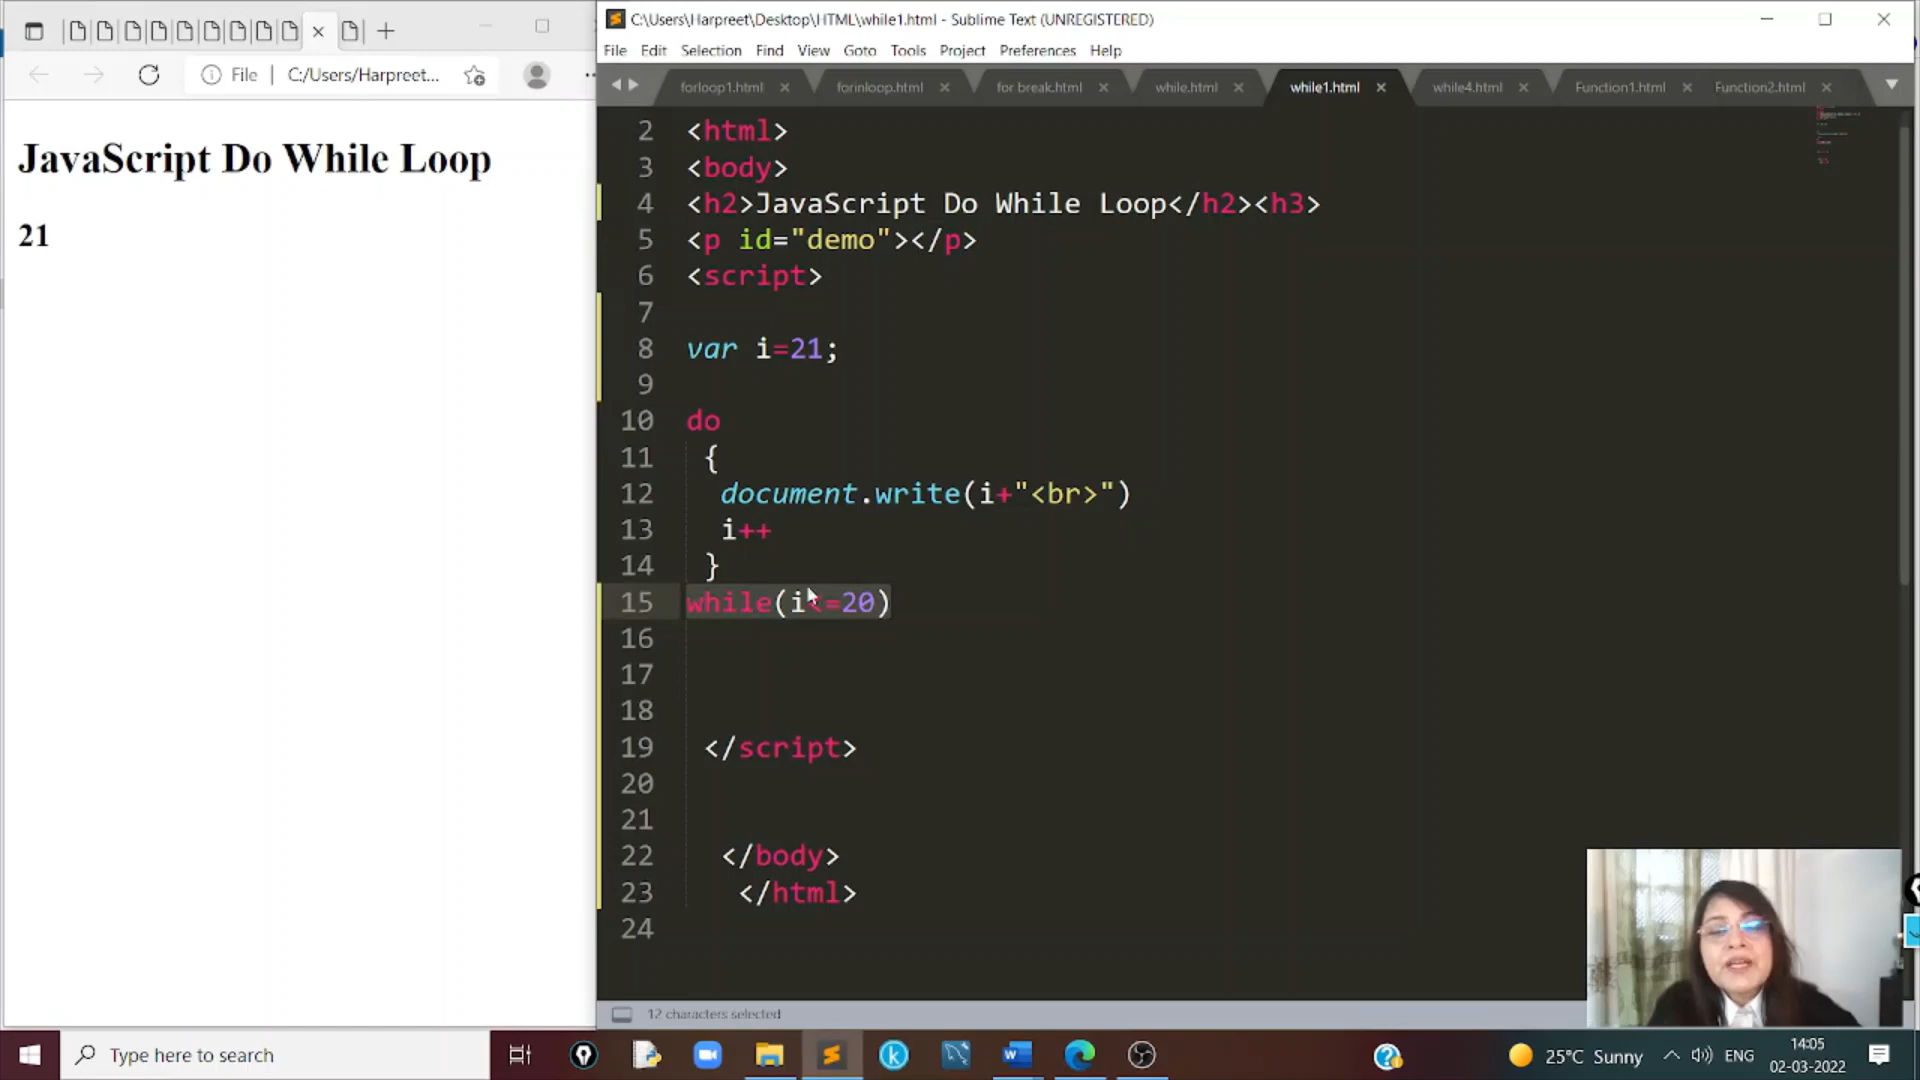 File
C:/Users/Harpreet...
JavaScript Do While Loop
21
C:\Users\Harpreet\Desktop\HTML\while1.html - Sublime Text (UNREGISTERED)
File Edit Selection Find View Goto Tools Project Preferences Help
forloop1.html forinloop.html for break.html while.html while1.html while4.html Function1.html Function2.html
2 <html>
3 <body>
4 <h2>JavaScript Do While Loop</h2><h3>
5 <p id="demo"></p>
6 <script>
7
8 var i=21;
9
10 do
11 {
12 document.write(i+"<br>")
13 i++
14 }
15 while(i<=20)
16
17
18
19 </script>
20
21
22 </body>
23 </html>
24
12 characters selected
Type here to search
25°C Sunny
ENG
14:05
02-03-2022